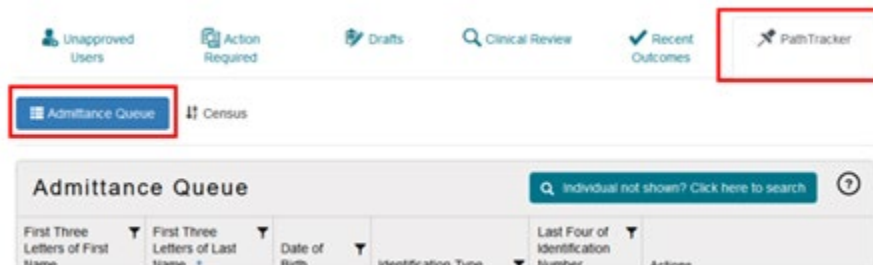 Unapproved
Users
Action
Required
Drafts
Clinical Review
Recent
Outcomes
PathTracker
Admittance Queue
Census
Admittance Queue
Individual not shown? Click here to search
?
First Three
Letters of First
Name
First Three
Letters of Last
Name
Date of
Birth
Identification Type
Last Four of
Identification
Number
Actions